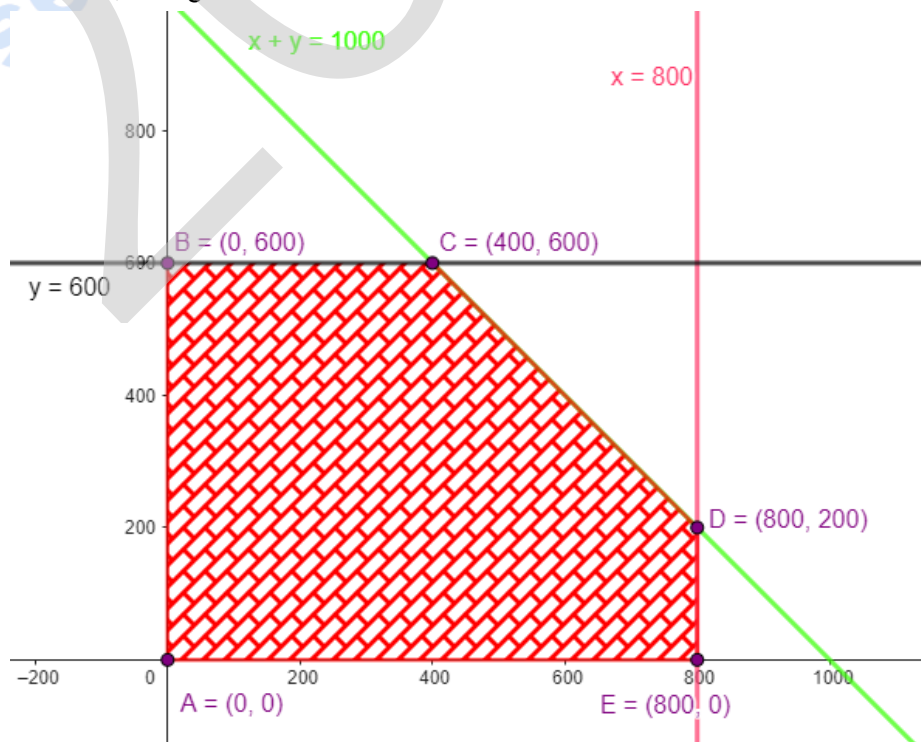 x + y = 1000
x = 800
800
B = (0, 600)
C = (400, 600)
600
y = 600
400
200
D = (800, 200)
−200
0
200
400
600
800
1000
A = (0, 0)
E = (800, 0)